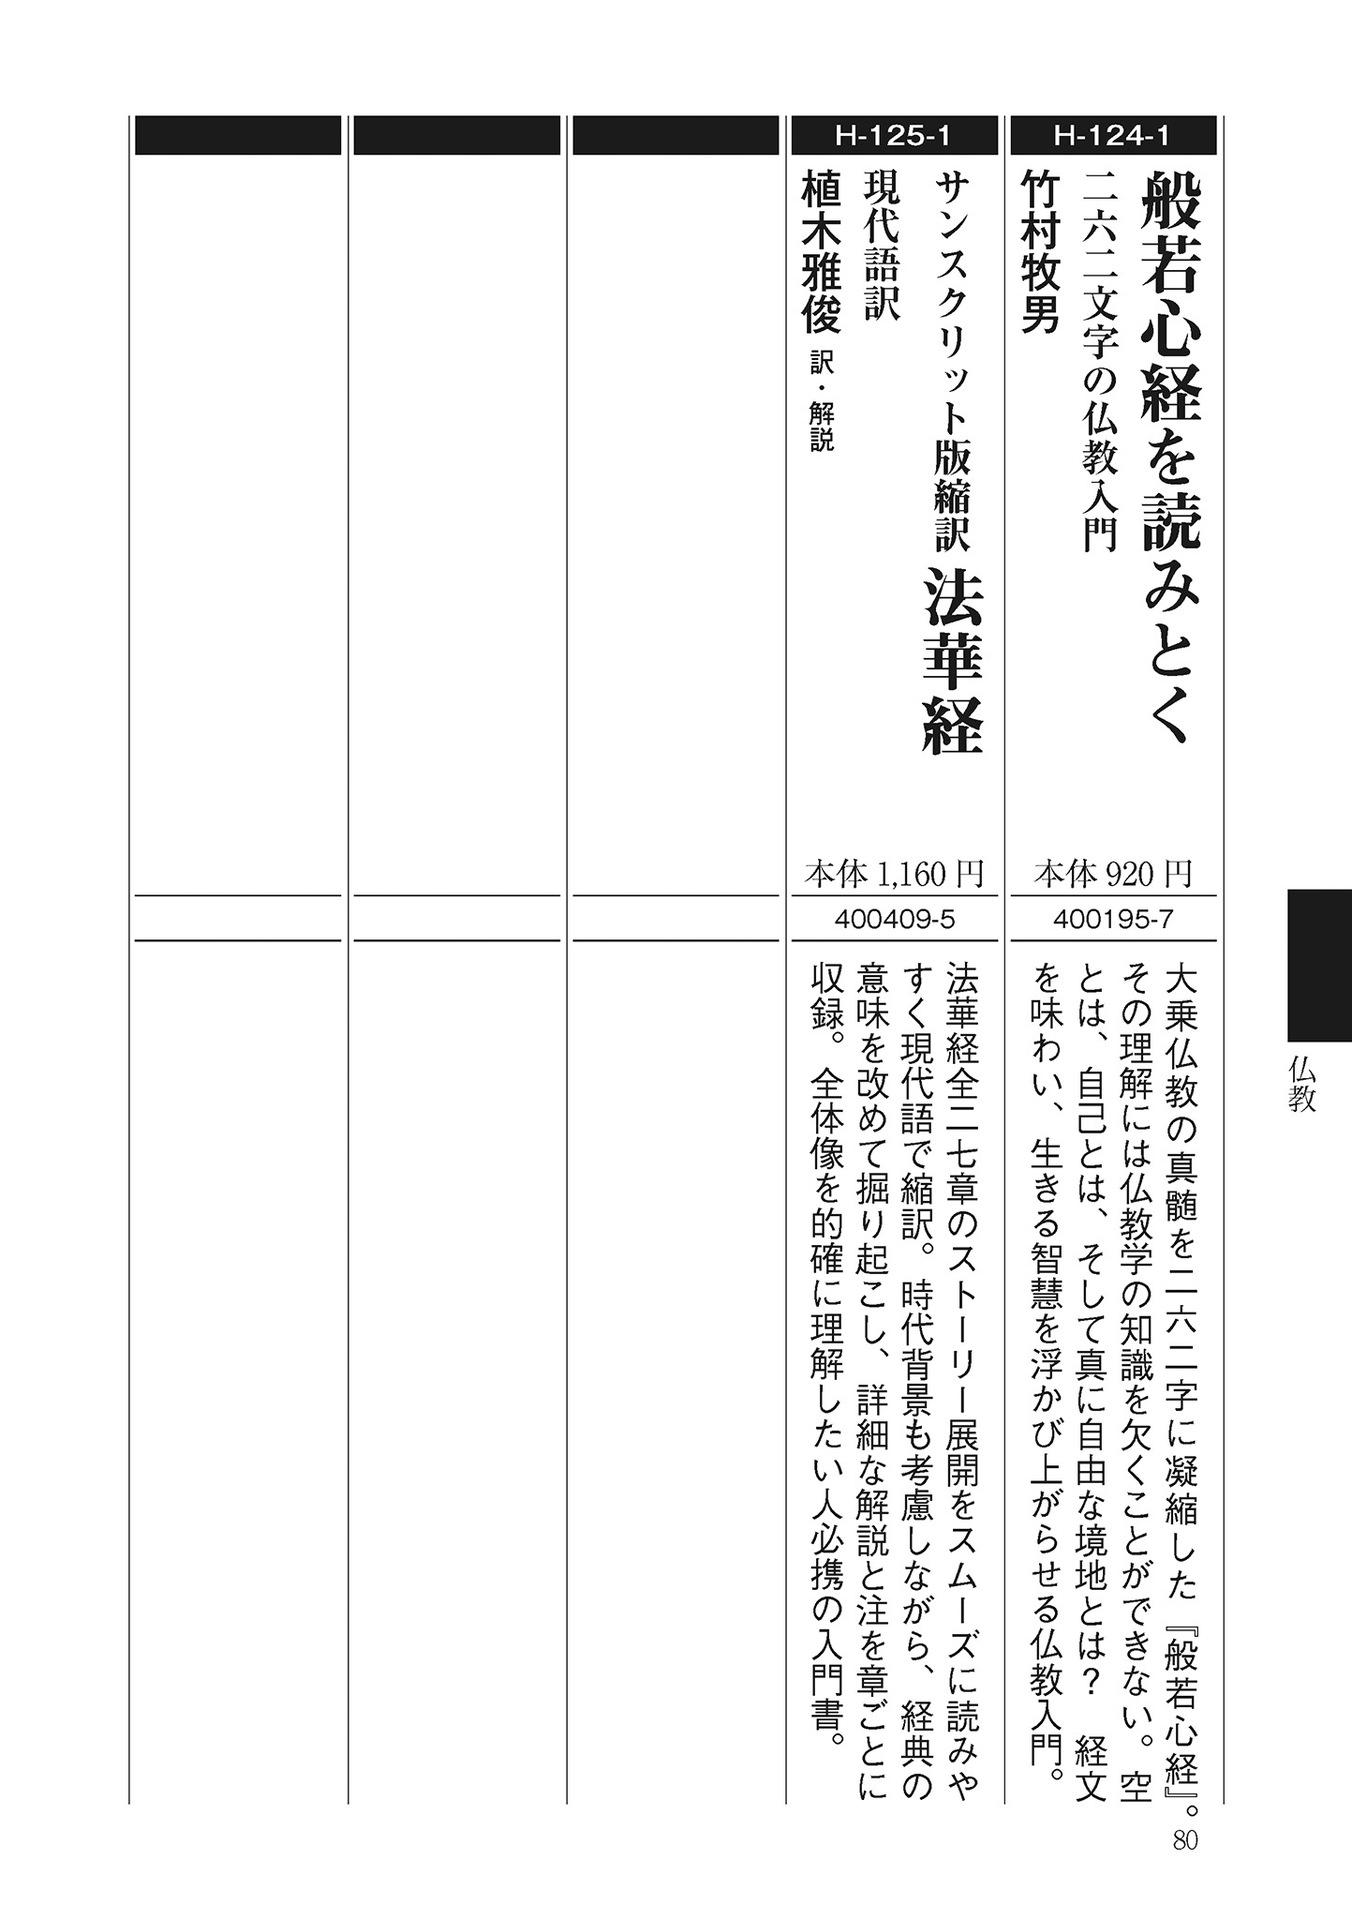 H-124-1
般若心経を読みとく
二六二文字の仏教入門
竹村牧男
本体 920 円
400195-7
大乗仏教の真髄を二六二字に凝縮した『般若心経』。
その理解には仏教学の知識を欠くことができない。空
とは、自己とは、そして真に自由な境地とは？　経文
を味わい、生きる智慧を浮かび上がらせる仏教入門。
H-125-1
サンスクリット版縮訳 法華経
現代語訳
植木雅俊 訳・解説
本体 1,160 円
400409-5
法華経全二七章のストーリー展開をスムーズに読みや
すく現代語で縮訳。時代背景も考慮しながら、経典の
意味を改めて掘り起こし、詳細な解説と注を章ごとに
収録。全体像を的確に理解したい人必携の入門書。
仏教
80